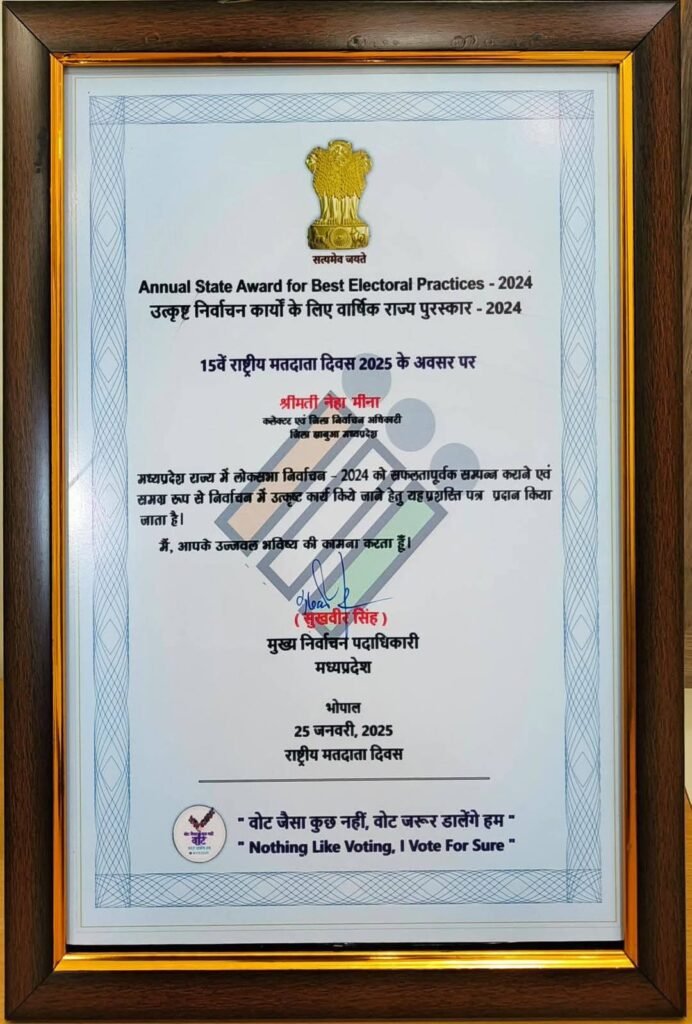 सत्यमेव जयते
Annual State Award for Best Electoral Practices - 2024
उत्कृष्ट निर्वाचन कार्यों के लिए वार्षिक राज्य पुरस्कार - 2024
15वें राष्ट्रीय मतदाता दिवस 2025 के अवसर पर
श्रीमती नेहा मीना
कलेक्टर एवं जिला निर्वाचन अधिकारी
जिला झाबुआ मध्यप्रदेश
मध्यप्रदेश राज्य में लोकसभा निर्वाचन - 2024 को सफलतापूर्वक सम्पन्न कराने एवं
समग्र रूप से निर्वाचन में उत्कृष्ट कार्य किये जाने हेतु यह प्रशस्ति पत्र प्रदान किया
जाता है।
मैं, आपके उज्जवल भविष्य की कामना करता हूँ।
( सुखवीर सिंह )
मुख्य निर्वाचन पदाधिकारी
मध्यप्रदेश
भोपाल
25 जनवरी, 2025
राष्ट्रीय मतदाता दिवस
" वोट जैसा कुछ नहीं, वोट जरूर डालेंगे हम "
" Nothing Like Voting, I Vote For Sure "
वोट